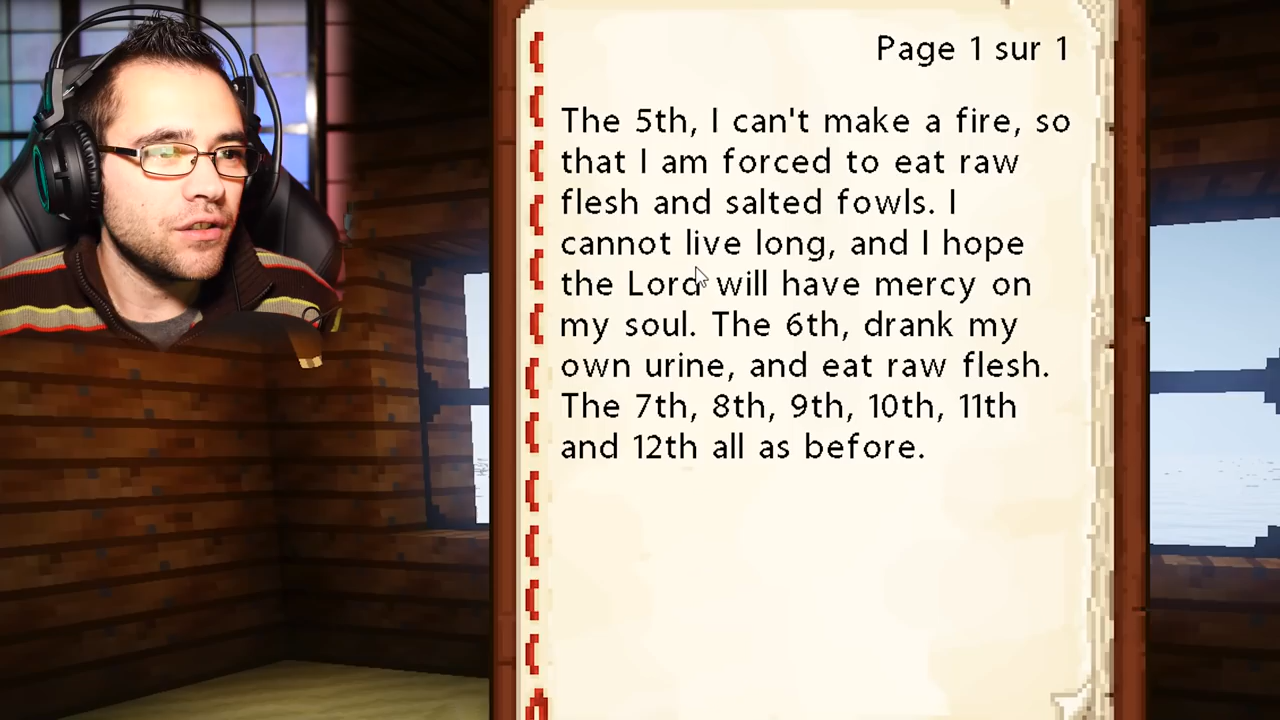 Page 1 sur 1
The 5th, I can't make a fire, so
that I am forced to eat raw
flesh and salted fowls. I
cannot live long, and I hope
the Lord will have mercy on
my soul. The 6th, drank my
own urine, and eat raw flesh.
The 7th, 8th, 9th, 10th, 11th
and 12th all as before.